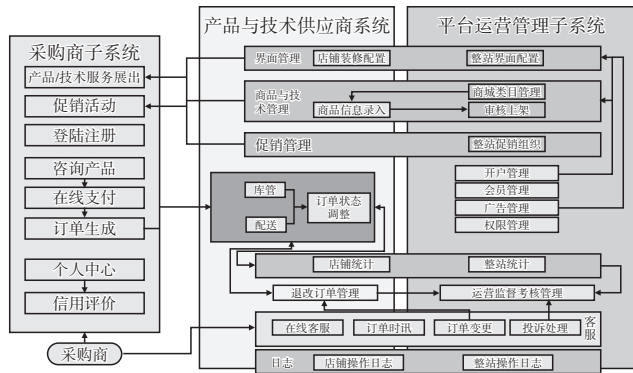 产品与技术供应商系统
平台运营管理子系统
采购商子系统
产品/技术服务展出
促销活动
登陆注册
咨询产品
在线支付
订单生成
个人中心
信用评价
采购商
界面管理
店铺装修配置
整站界面配置
商品与技
术管理
商城类目管理
商品信息录入
审核上架
促销管理
整站促销组织
开户管理
会员管理
广告管理
权限管理
库管
配送
订单状态
调整
店铺统计
整站统计
退改订单管理
运营监督考核管理
在线客服
订单时讯
订单变更
投诉处理
客
服
日志
店铺操作日志
整站操作日志